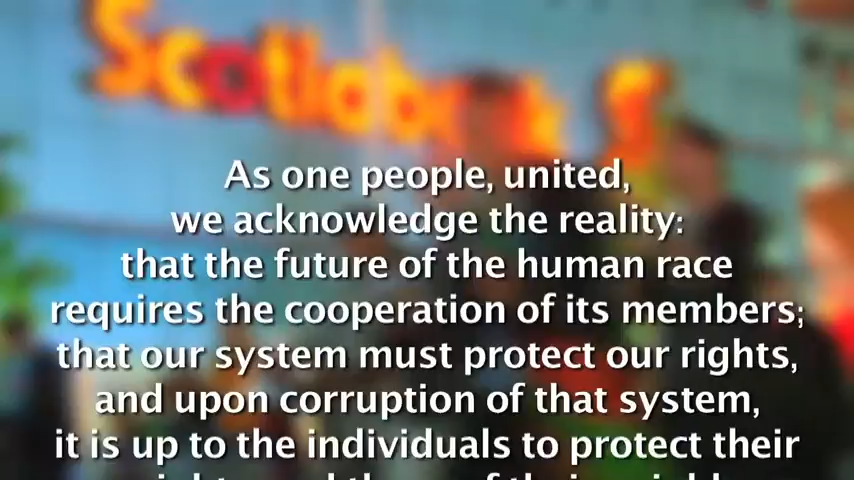 Scotiabank
As one people, united,
we acknowledge the reality:
that the future of the human race
requires the cooperation of its members;
that our system must protect our rights,
and upon corruption of that system,
it is up to the individuals to protect their